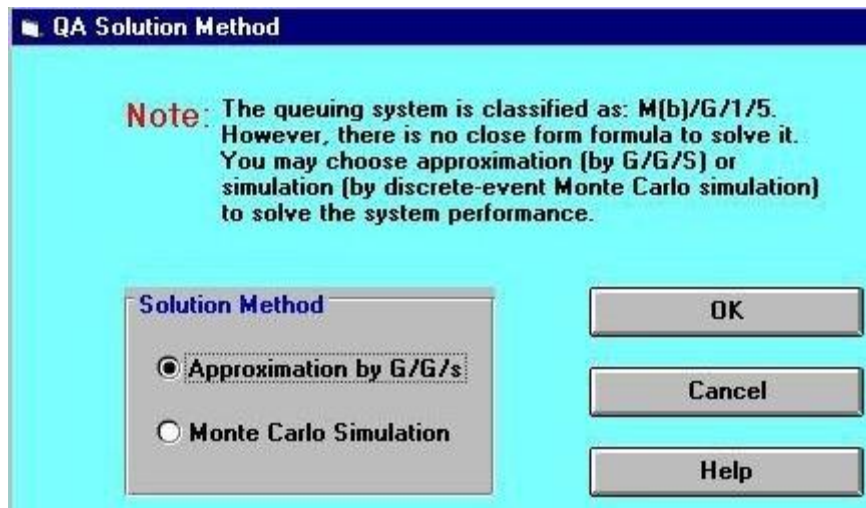 QA Solution Method
Note: The queuing system is classified as: M(b)/G/1/5.
However, there is no close form formula to solve it.
You may choose approximation (by G/G/S) or
simulation (by discrete-event Monte Carlo simulation)
to solve the system performance.
Solution Method
Approximation by G/G/s
Monte Carlo Simulation
OK
Cancel
Help